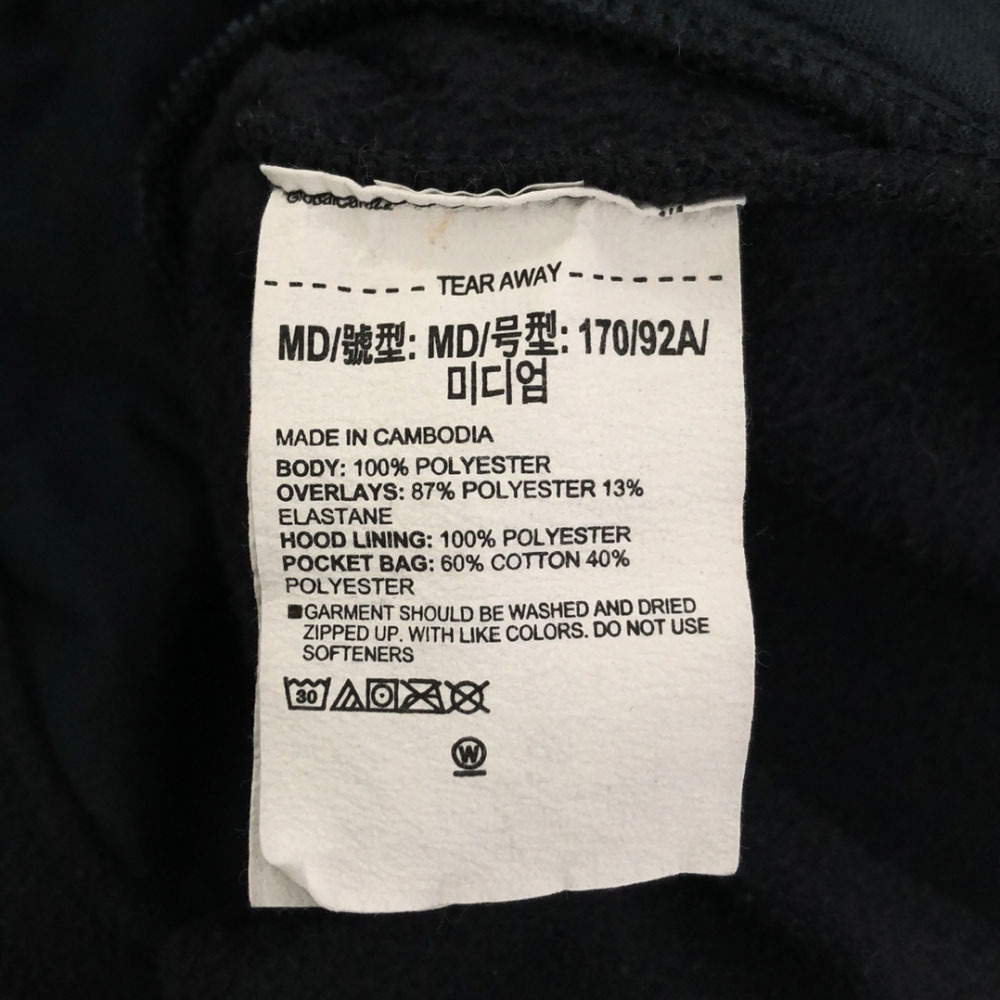 TEAR AWAY
MD/號型: MD/号型: 170/92A/
미디엄
MADE IN CAMBODIA
BODY: 100% POLYESTER
OVERLAYS: 87% POLYESTER 13%
ELASTANE
HOOD LINING: 100% POLYESTER
POCKET BAG: 60% COTTON 40%
POLYESTER
■GARMENT SHOULD BE WASHED AND DRIED
ZIPPED UP. WITH LIKE COLORS. DO NOT USE
SOFTENERS
30
W